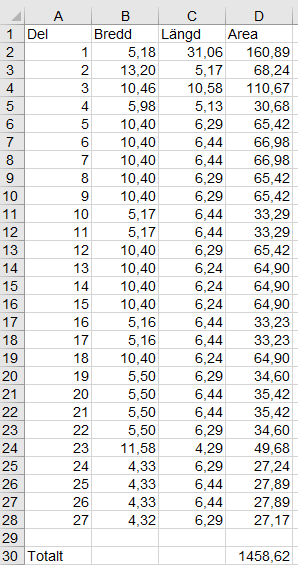 A B C D
1 Del Bredd Längd Area
2 1 5,18 31,06 160,89
3 2 13,20 5,17 68,24
4 3 10,46 10,58 110,67
5 4 5,98 5,13 30,68
6 5 10,40 6,29 65,42
7 6 10,40 6,44 66,98
8 7 10,40 6,44 66,98
9 8 10,40 6,29 65,42
10 9 10,40 6,29 65,42
11 10 5,17 6,44 33,29
12 11 5,17 6,44 33,29
13 12 10,40 6,29 65,42
14 13 10,40 6,24 64,90
15 14 10,40 6,24 64,90
16 15 10,40 6,24 64,90
17 16 5,16 6,44 33,23
18 17 5,16 6,44 33,23
19 18 10,40 6,24 64,90
20 19 5,50 6,29 34,60
21 20 5,50 6,44 35,42
22 21 5,50 6,44 35,42
23 22 5,50 6,29 34,60
24 23 11,58 4,29 49,68
25 24 4,33 6,29 27,24
26 25 4,33 6,44 27,89
27 26 4,33 6,44 27,89
28 27 4,32 6,29 27,17
29
30 Totalt 1458,62